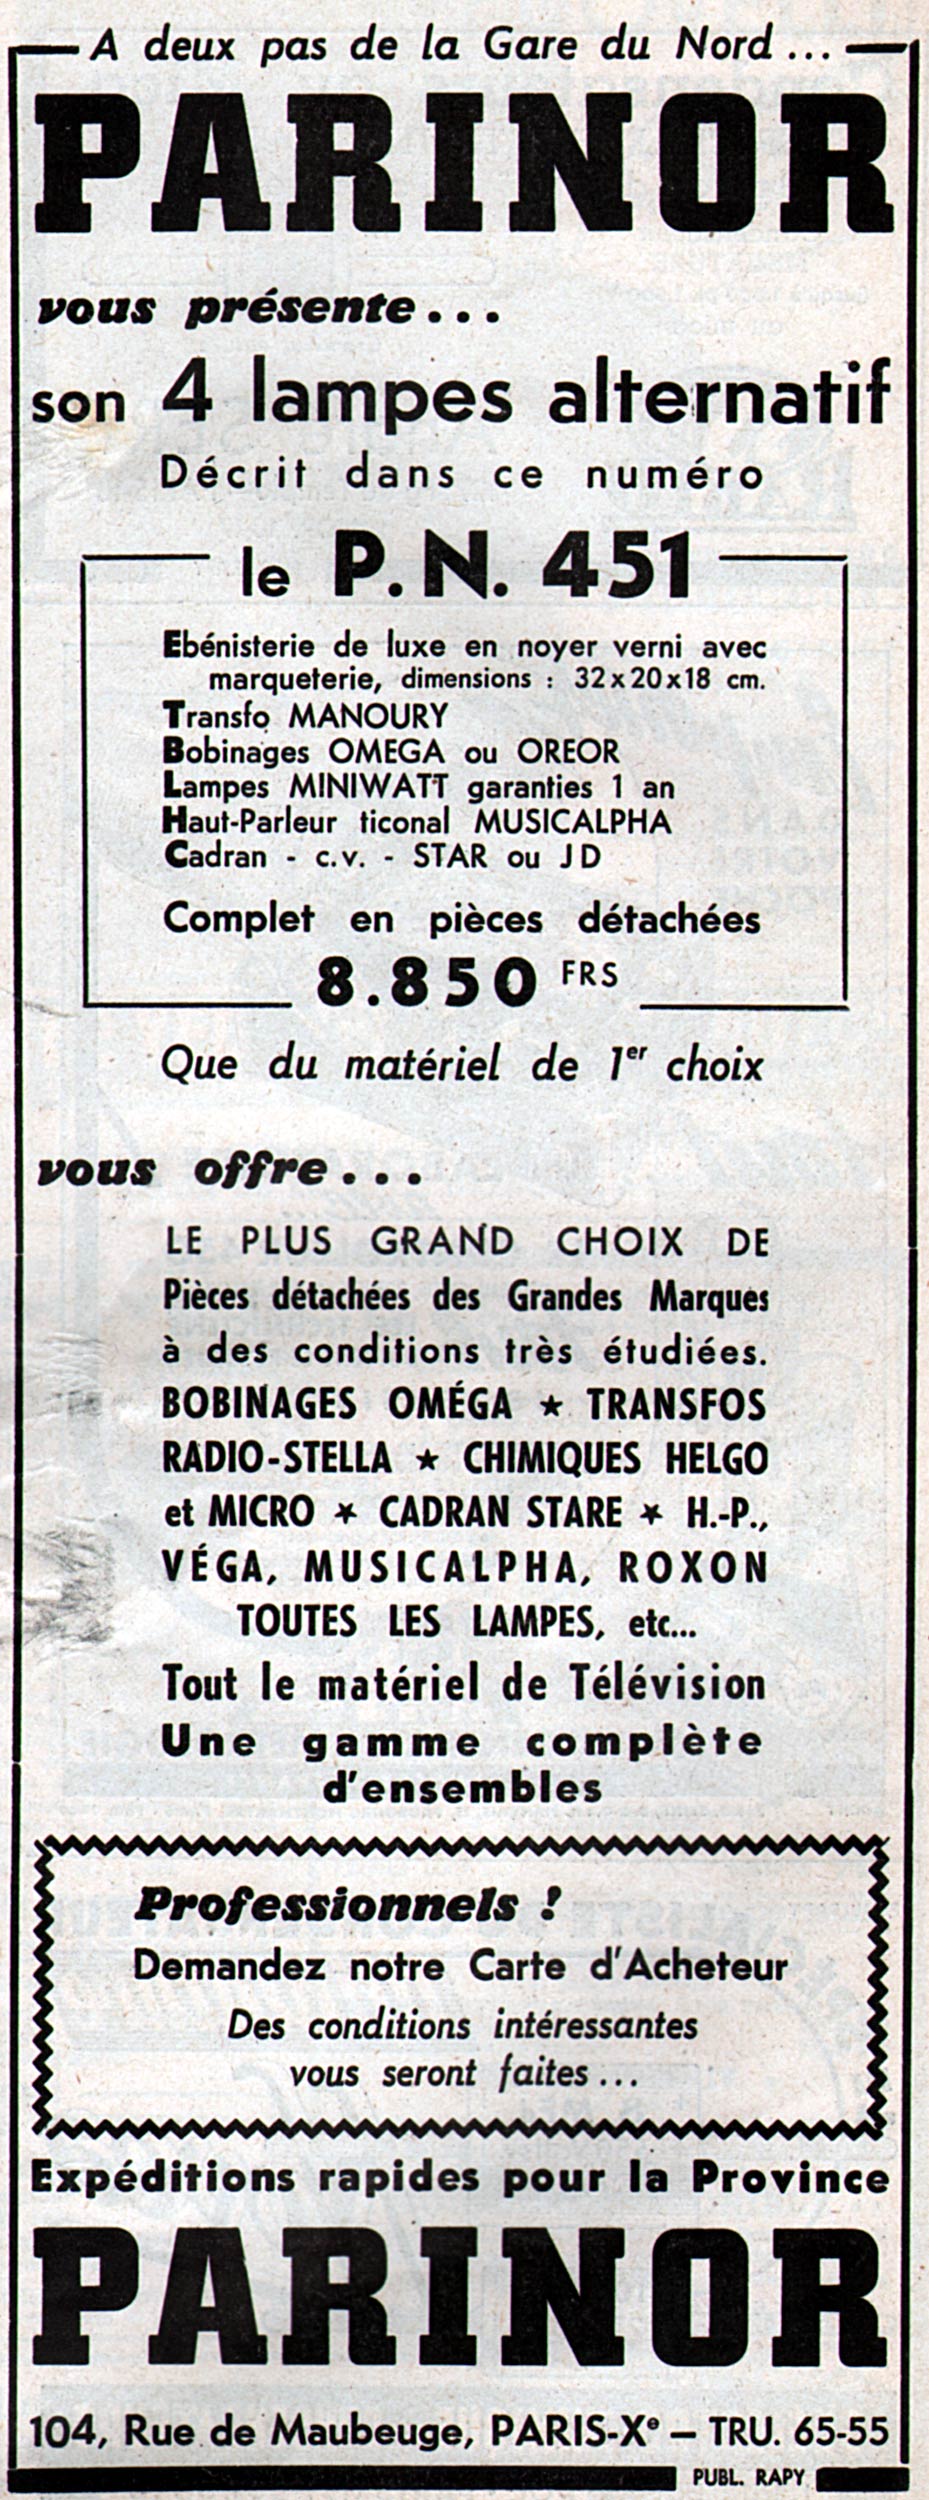 A deux pas de la Gare du Nord...
PARINOR
vous présente...
son 4 lampes alternatif
Décrit dans ce numéro
le P.N. 451
Ebénisterie de luxe en noyer verni avec
marqueterie, dimensions : 32x20x18 cm.
Transfo MANOURY
Bobinages OMEGA ou OREOR
Lampes MINIWATT garanties 1 an
Haut-Parleur ticonal MUSICALPHA
Cadran - c.v. - STAR ou JD
Complet en pièces détachées
8.850 FRS
Que du matériel de 1er choix
vous offre...
LE PLUS GRAND CHOIX DE
Pièces détachées des Grandes Marques
à des conditions très étudiées.
BOBINAGES OMÉGA ★ TRANSFOS
RADIO-STELLA ★ CHIMIQUES HELGO
et MICRO ★ CADRAN STARE ★ H.-P.,
VÉGA, MUSICALPHA, ROXON
TOUTES LES LAMPES, etc...
Tout le matériel de Télévision
Une gamme complète
d'ensembles
Professionnels !
Demandez notre Carte d'Acheteur
Des conditions intéressantes
vous seront faites...
Expéditions rapides pour la Province
PARINOR
104, Rue de Maubeuge, PARIS-Xe – TRU. 65-55
PUBL. RAPY